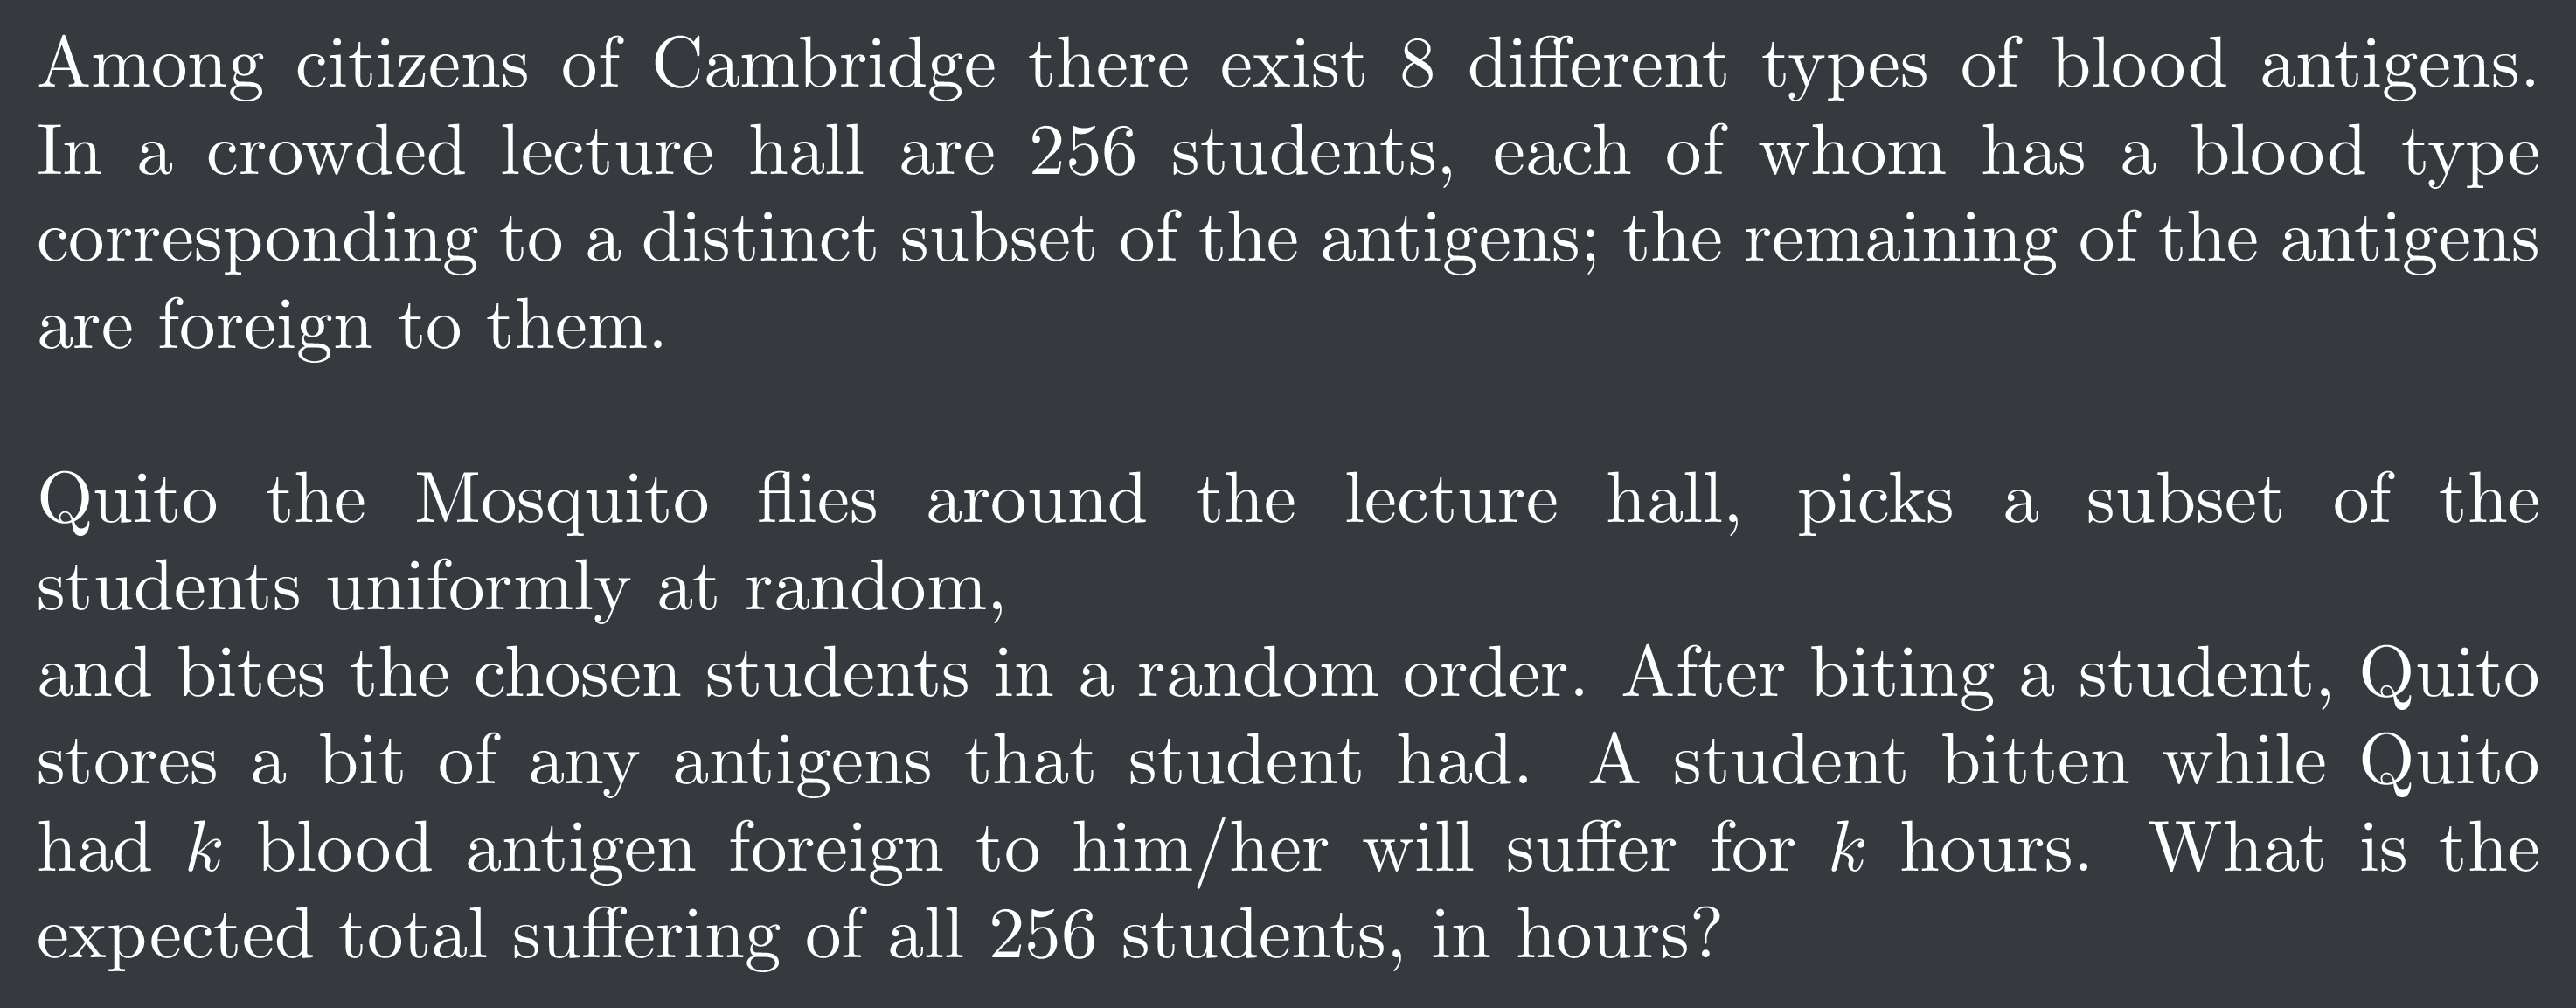 Among citizens of Cambridge there exist 8 different types of blood antigens.
In a crowded lecture hall are 256 students, each of whom has a blood type
corresponding to a distinct subset of the antigens; the remaining of the antigens
are foreign to them.
Quito the Mosquito flies around the lecture hall, picks a subset of the
students uniformly at random,
and bites the chosen students in a random order. After biting a student, Quito
stores a bit of any antigens that student had. A student bitten while Quito
had k blood antigen foreign to him/her will suffer for k hours. What is the
expected total suffering of all 256 students, in hours?